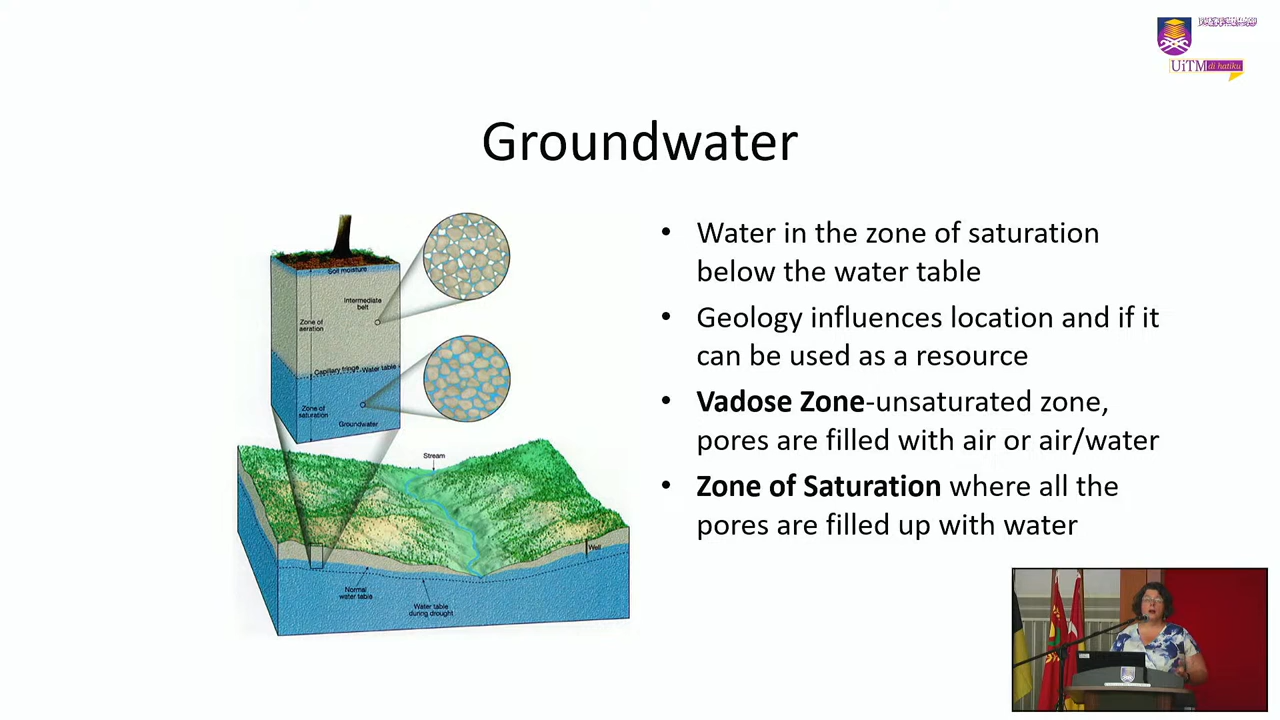 UiTM di hatiku
Groundwater
• Water in the zone of saturation
below the water table
• Geology influences location and if it
can be used as a resource
• Vadose Zone-unsaturated zone,
pores are filled with air or air/water
• Zone of Saturation where all the
pores are filled up with water
Soil moisture
Intermediate
belt
Zone of
aeration
Capillary fringe
Water table
Zone of
saturation
Groundwater
Stream
Well
Normal
water table
Water table
during drought